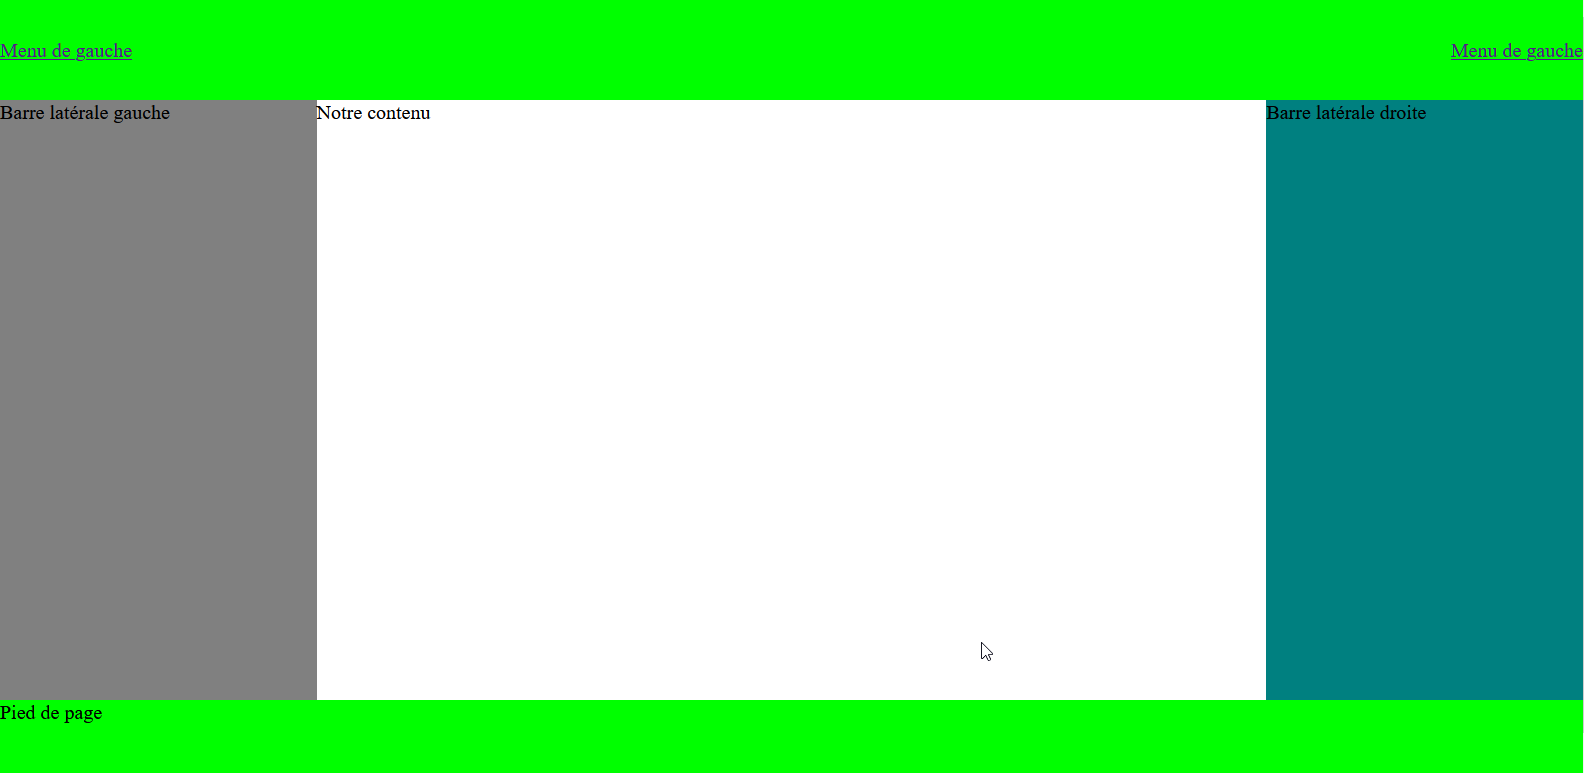 Menu de gauche
Menu de gauche
Barre latérale gauche
Notre contenu
Barre latérale droite
Pied de page